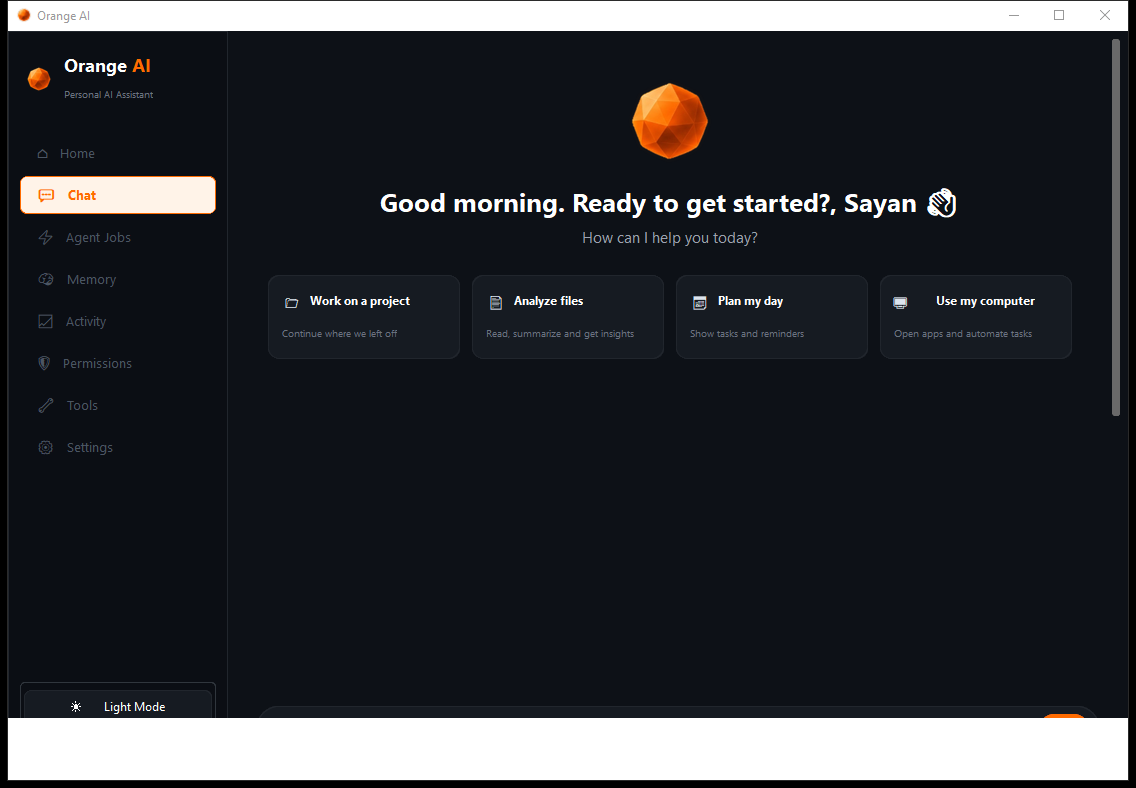 Orange AI
Orange AI
Personal AI Assistant
Home
Chat
Agent Jobs
Memory
Activity
Permissions
Tools
Settings
Light Mode
Good morning. Ready to get started?, Sayan 👋
How can I help you today?
Work on a project
Continue where we left off
Analyze files
Read, summarize and get insights
Plan my day
Show tasks and reminders
Use my computer
Open apps and automate tasks